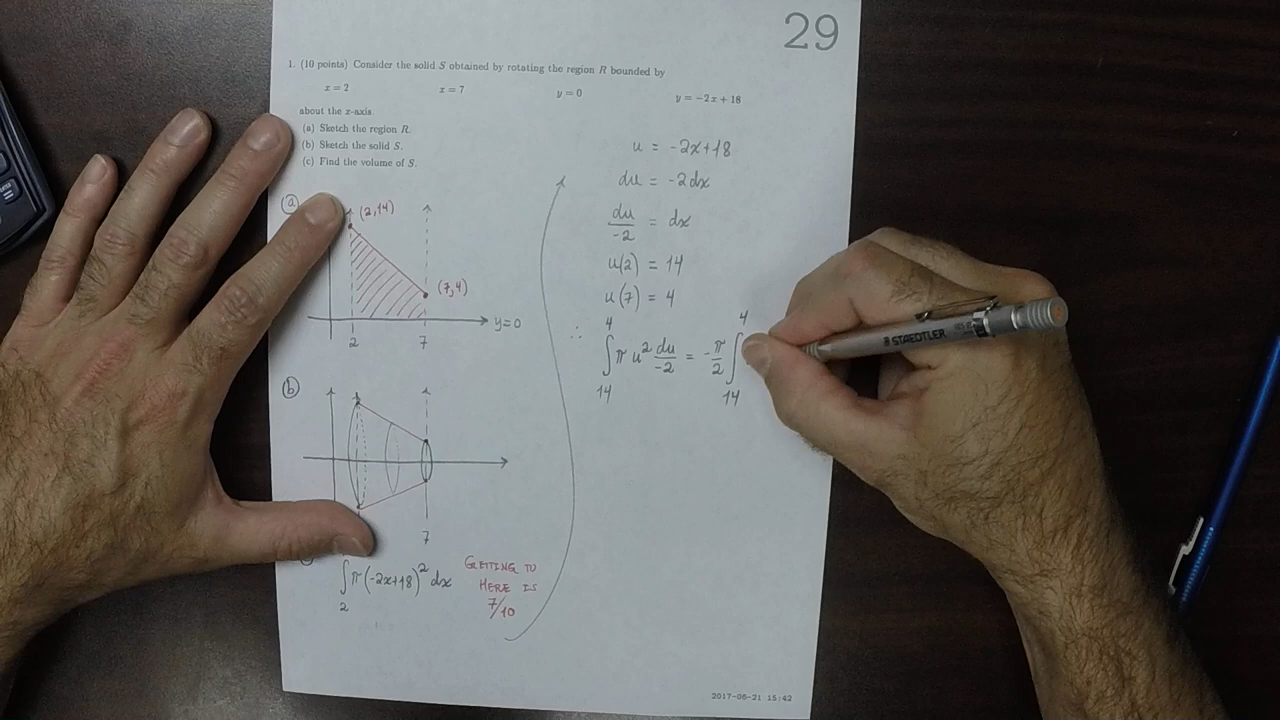 29
1. (10 points) Consider the solid S obtained by rotating the region R bounded by
x = 2 x = 7 y = 0 y = −2x + 18
about the x-axis.
(a) Sketch the region R.
(b) Sketch the solid S.
(c) Find the volume of S.
a
(2,14)
(7,4)
y=0
2 7
b
7
∫ π(-2x+18)² dx
2
GETTING TO
HERE IS
7/10
u = -2x+18
du = -2dx
du/-2 = dx
u(2) = 14
u(7) = 4
∴ ∫₁₄⁴ π u² du/-2 = -π/2 ∫₁₄⁴
STAEDTLER
2017-06-21 15:42